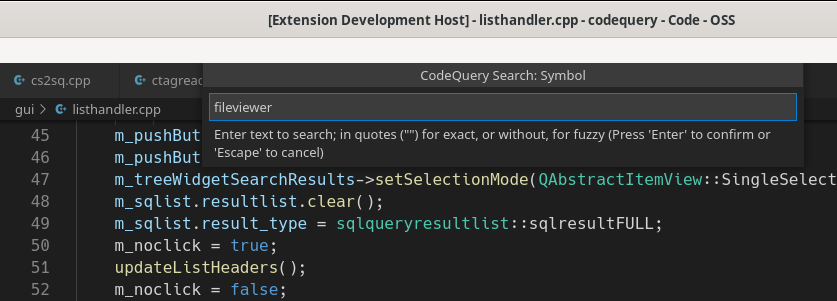 [Extension Development Host] - listhandler.cpp - codequery - Code - OSS
cs2sq.cpp
CodeQuery Search: Symbol
gui > listhandler.cpp
fileviewer
Enter text to search; in quotes ("") for exact, or without, for fuzzy (Press 'Enter' to confirm or
'Escape' to cancel)
45 m_pushBut
46 m_pushBut
47 m_treeWidgetSearchResults->setSelectionMode(QAbstractItemView::SingleSelect
48 m_sqlist.resultlist.clear();
49 m_sqlist.result_type = sqlqueryresultlist::sqlresultFULL;
50 m_noclick = true;
51 updateListHeaders();
52 m_noclick = false;